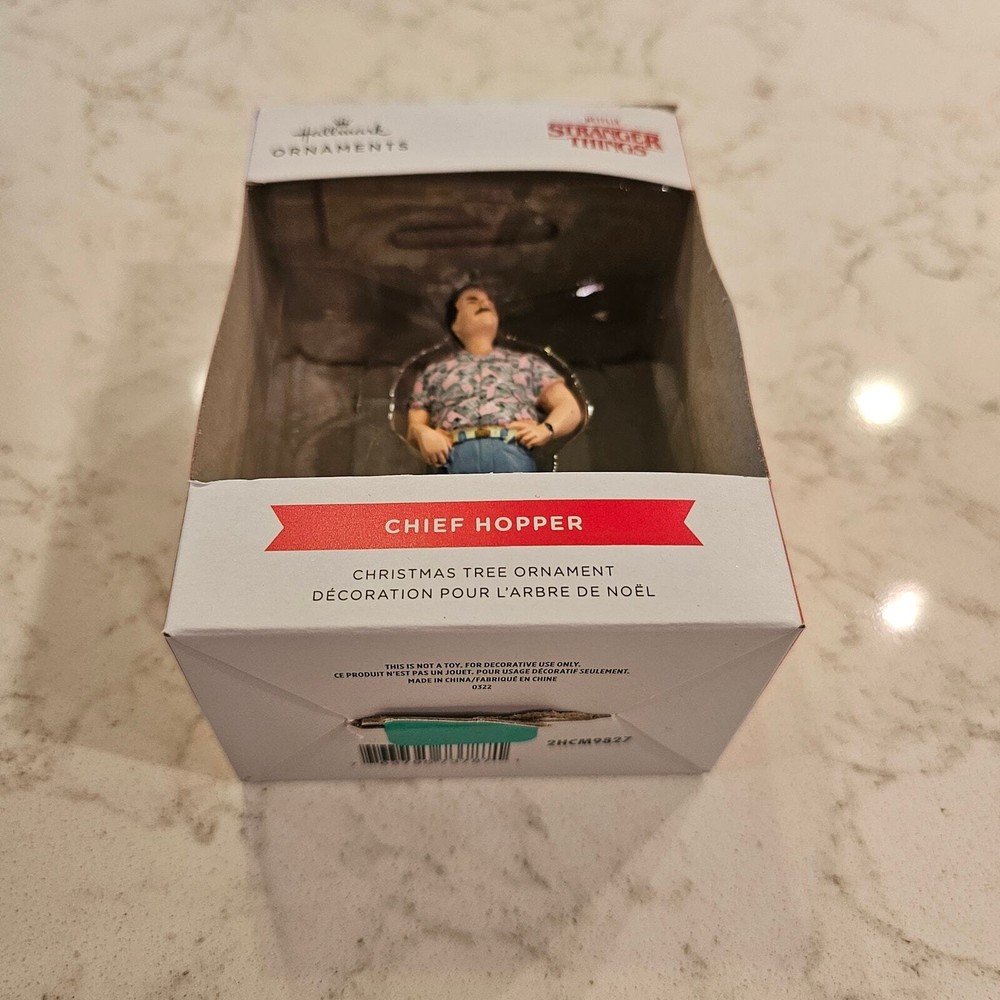 Hallmark
ORNAMENTS
NETFLIX
STRANGER
THINGS
CHIEF HOPPER
CHRISTMAS TREE ORNAMENT
DÉCORATION POUR L'ARBRE DE NOËL
THIS IS NOT A TOY. FOR DECORATIVE USE ONLY.
CE PRODUIT N'EST PAS UN JOUET. POUR USAGE DÉCORATIF SEULEMENT.
MADE IN CHINA/FABRIQUÉ EN CHINE
0322
2HCM9827